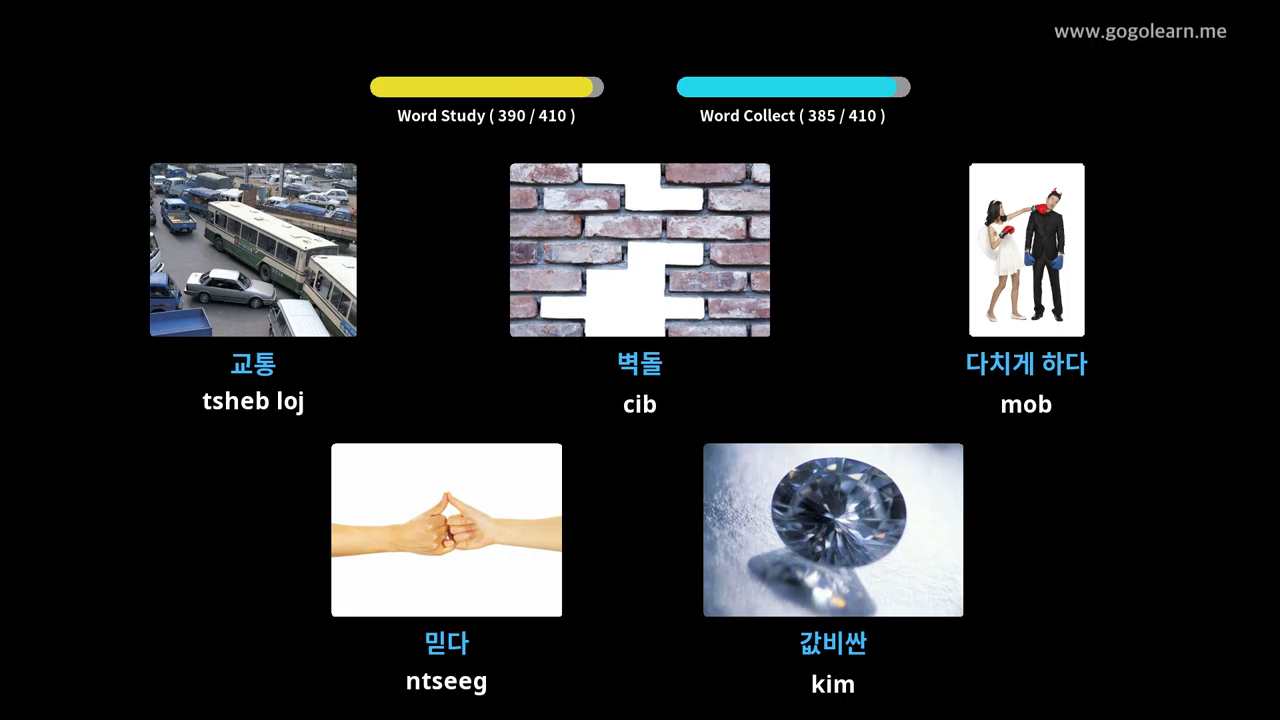 www.gogolearn.me
Word Study ( 390 / 410 )
Word Collect ( 385 / 410 )
교통
tsheb loj
벽돌
cib
다치게 하다
mob
믿다
ntseeg
값비싼
kim